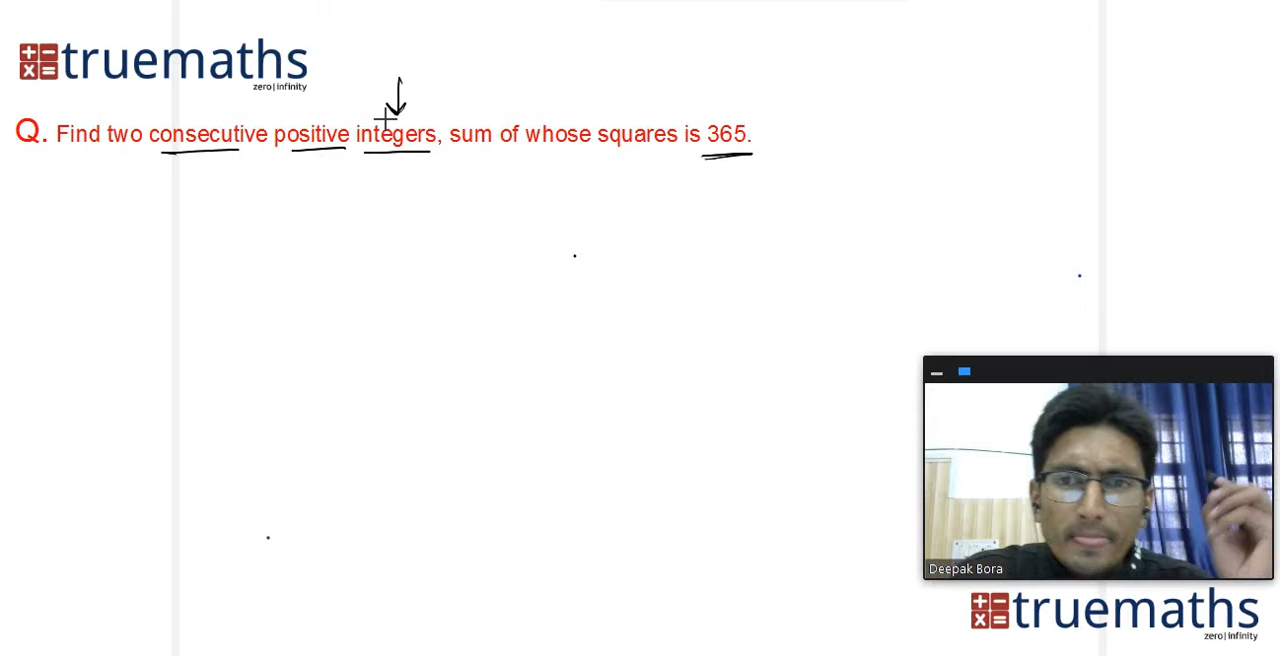 truemaths
zero|infinity
Q. Find two consecutive positive integers, sum of whose squares is 365.
Deepak Bora
truemaths
zero|infinity